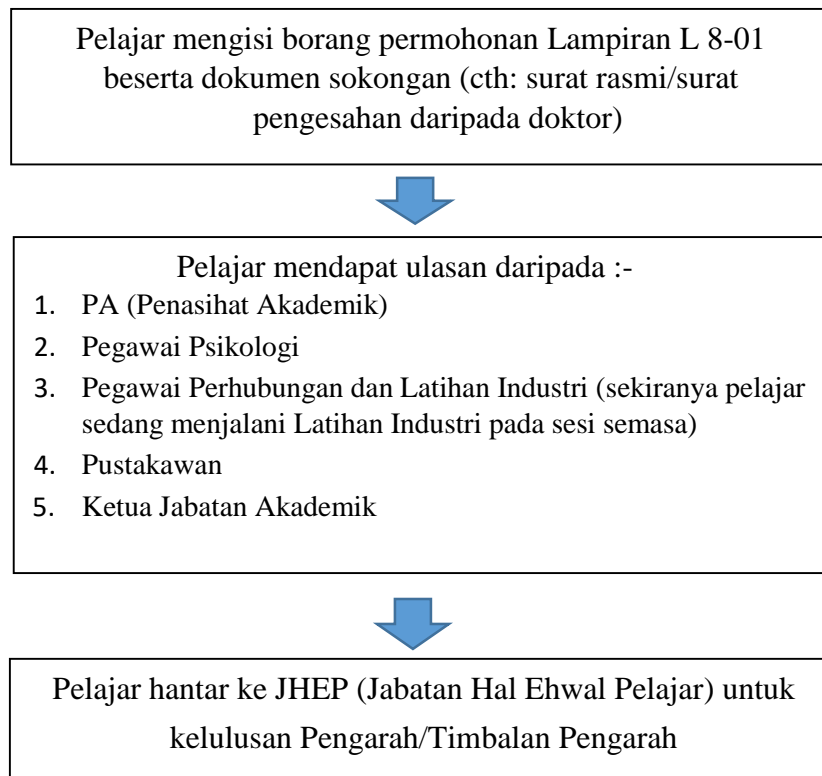 Pelajar mengisi borang permohonan Lampiran L 8-01
beserta dokumen sokongan (cth: surat rasmi/surat
pengesahan daripada doktor)
Pelajar mendapat ulasan daripada :-
1. PA (Penasihat Akademik)
2. Pegawai Psikologi
3. Pegawai Perhubungan dan Latihan Industri (sekiranya pelajar
sedang menjalani Latihan Industri pada sesi semasa)
4. Pustakawan
5. Ketua Jabatan Akademik
Pelajar hantar ke JHEP (Jabatan Hal Ehwal Pelajar) untuk
kelulusan Pengarah/Timbalan Pengarah